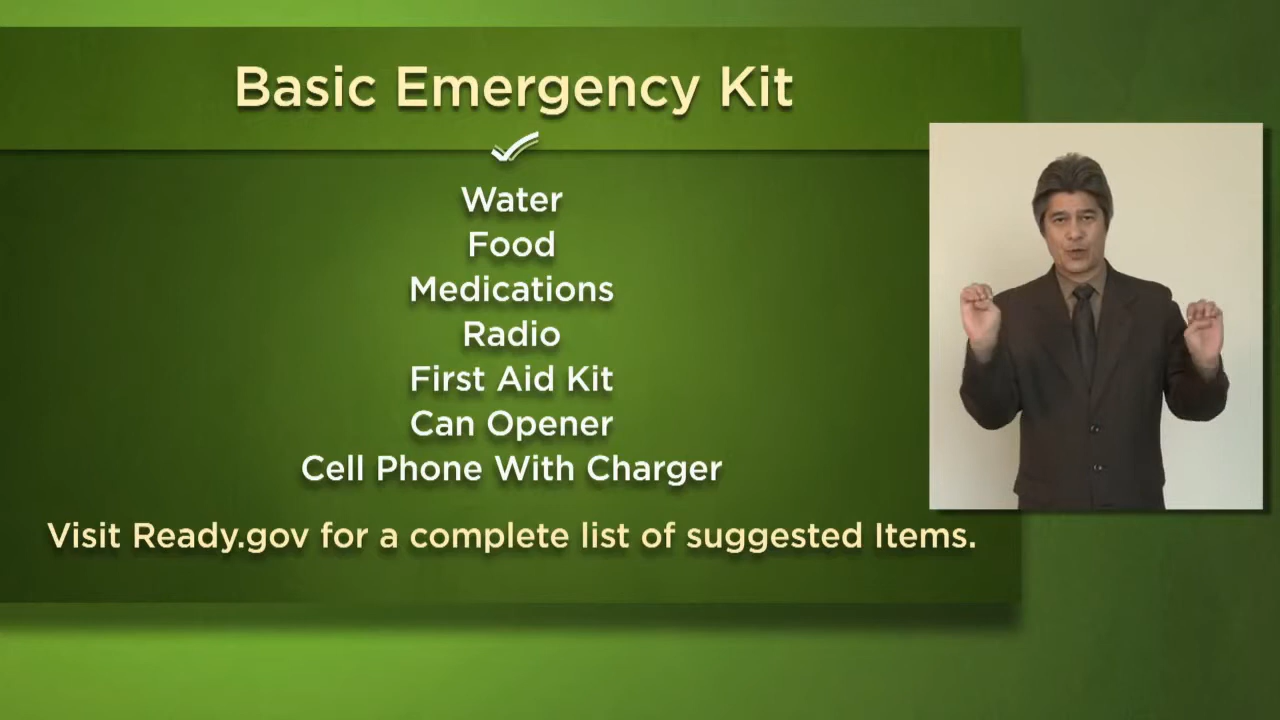 Basic Emergency Kit
Water
Food
Medications
Radio
First Aid Kit
Can Opener
Cell Phone With Charger
Visit Ready.gov for a complete list of suggested Items.